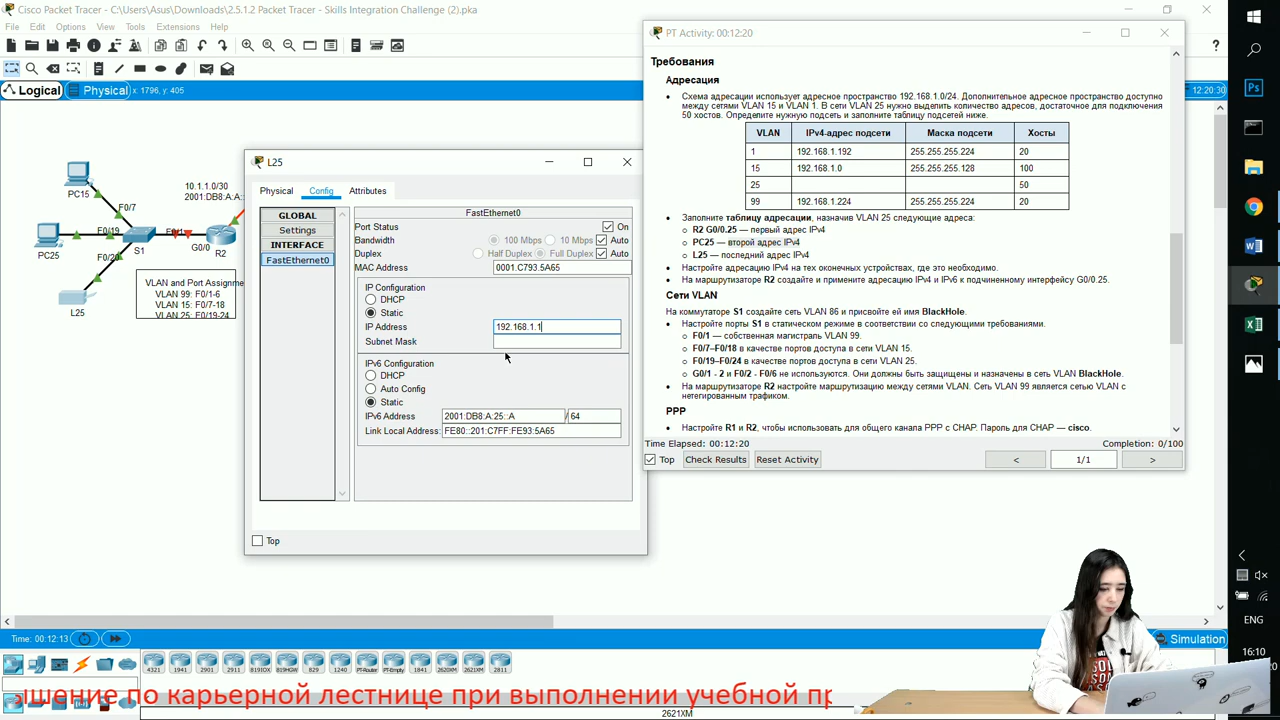 Cisco Packet Tracer - C:\Users\Asus\Downloads\2.5.1.2 Packet Tracer - Skills Integration Challenge (2).pka
File Edit Options View Tools Extensions Help
Logical Physical x: 1796, y: 405
12:20:30
PC15
PC25
L25
S1
R2
F0/7
F0/19
F0/20
G0/0
10.1.1.0/30
2001:DB8:A:A::
VLAN and Port Assignme
VLAN 99: F0/1-6
VLAN 15: F0/7-18
VLAN 25: F0/19-24
L25
Physical Config Attributes
GLOBAL
Settings
INTERFACE
FastEthernet0
FastEthernet0
Port Status On
Bandwidth 100 Mbps 10 Mbps Auto
Duplex Half Duplex Full Duplex Auto
MAC Address 0001.C793.5A65
IP Configuration
DHCP
Static
IP Address 192.168.1.1
Subnet Mask
IPv6 Configuration
DHCP
Auto Config
Static
IPv6 Address 2001:DB8:A:25::A / 64
Link Local Address: FE80::201:C7FF:FE93:5A65
Top
PT Activity: 00:12:20
Требования
Адресация
Схема адресации использует адресное пространство 192.168.1.0/24. Дополнительное адресное пространство доступно
между сетями VLAN 15 и VLAN 1. В сети VLAN 25 нужно выделить количество адресов, достаточное для подключения
50 хостов. Определите нужную подсеть и заполните таблицу подсетей ниже.
VLAN IPv4-адрес подсети Маска подсети Хосты
1 192.168.1.192 255.255.255.224 20
15 192.168.1.0 255.255.255.128 100
25 50
99 192.168.1.224 255.255.255.224 20
Заполните таблицу адресации, назначив VLAN 25 следующие адреса:
R2 G0/0.25 — первый адрес IPv4
PC25 — второй адрес IPv4
L25 — последний адрес IPv4
Настройте адресацию IPv4 на тех оконечных устройствах, где это необходимо.
На маршрутизаторе R2 создайте и примените адресацию IPv4 и IPv6 к подчиненному интерфейсу G0/0.25.
Сети VLAN
На коммутаторе S1 создайте сеть VLAN 86 и присвойте ей имя BlackHole.
Настройте порты S1 в статическом режиме в соответствии со следующими требованиями.
F0/1 — собственная магистраль VLAN 99.
F0/7–F0/18 в качестве портов доступа в сети VLAN 15.
F0/19–F0/24 в качестве портов доступа в сети VLAN 25.
G0/1 - 2 и F0/2 - F0/6 не используются. Они должны быть защищены и назначены в сеть VLAN BlackHole.
На маршрутизаторе R2 настройте маршрутизацию между сетями VLAN. Сеть VLAN 99 является сетью VLAN с
нетегированным трафиком.
PPP
Настройте R1 и R2, чтобы использовать для общего канала PPP с CHAP. Пароль для CHAP — cisco.
Time Elapsed: 00:12:20 Completion: 0/100
Top Check Results Reset Activity < 1/1 >
Time: 00:12:13
Simulation
4321 1941 2901 2911 819IOX 819HGW 829 1240 PT-Router PT-Empty 1841 2620XM 2621XM 2811
2621XM
ышение по карьерной лестнице при выполнении учебной пр
ENG
16:10